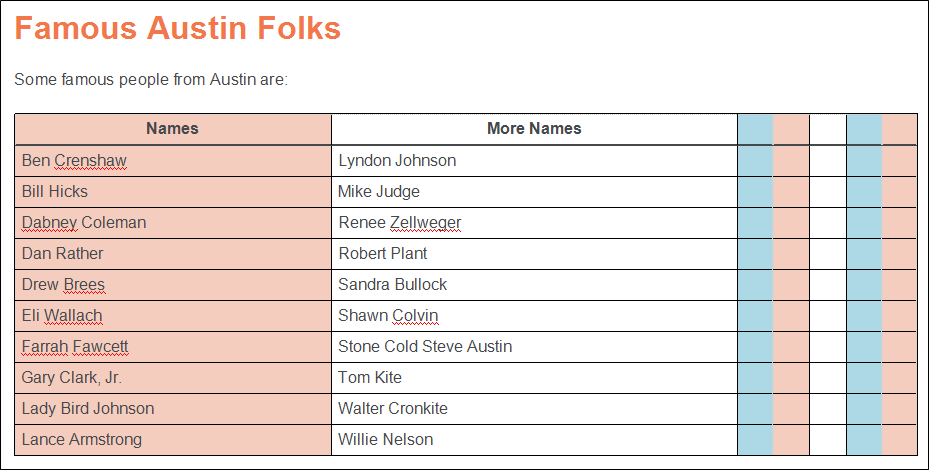 Famous Austin Folks
Some famous people from Austin are:
Names More Names
Ben Crenshaw Lyndon Johnson
Bill Hicks Mike Judge
Dabney Coleman Renee Zellweger
Dan Rather Robert Plant
Drew Brees Sandra Bullock
Eli Wallach Shawn Colvin
Farrah Fawcett Stone Cold Steve Austin
Gary Clark, Jr. Tom Kite
Lady Bird Johnson Walter Cronkite
Lance Armstrong Willie Nelson